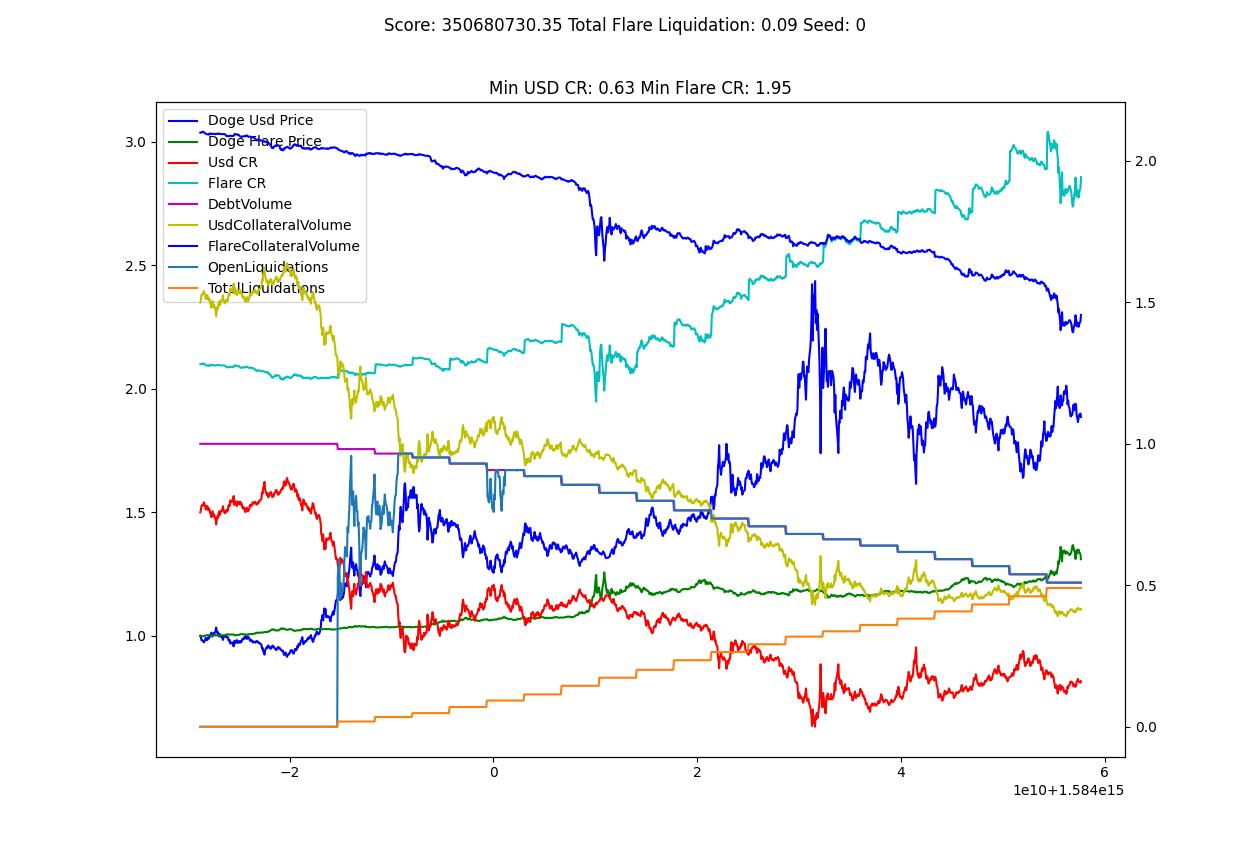 Score: 350680730.35 Total Flare Liquidation: 0.09 Seed: 0
Min USD CR: 0.63 Min Flare CR: 1.95
Doge Usd Price
Doge Flare Price
Usd CR
Flare CR
DebtVolume
UsdCollateralVolume
FlareCollateralVolume
OpenLiquidations
TotalLiquidations
3.0
2.5
2.0
1.5
1.0
2.0
1.5
1.0
0.5
0.0
−2 0 2 4 6
1e10+1.584e15